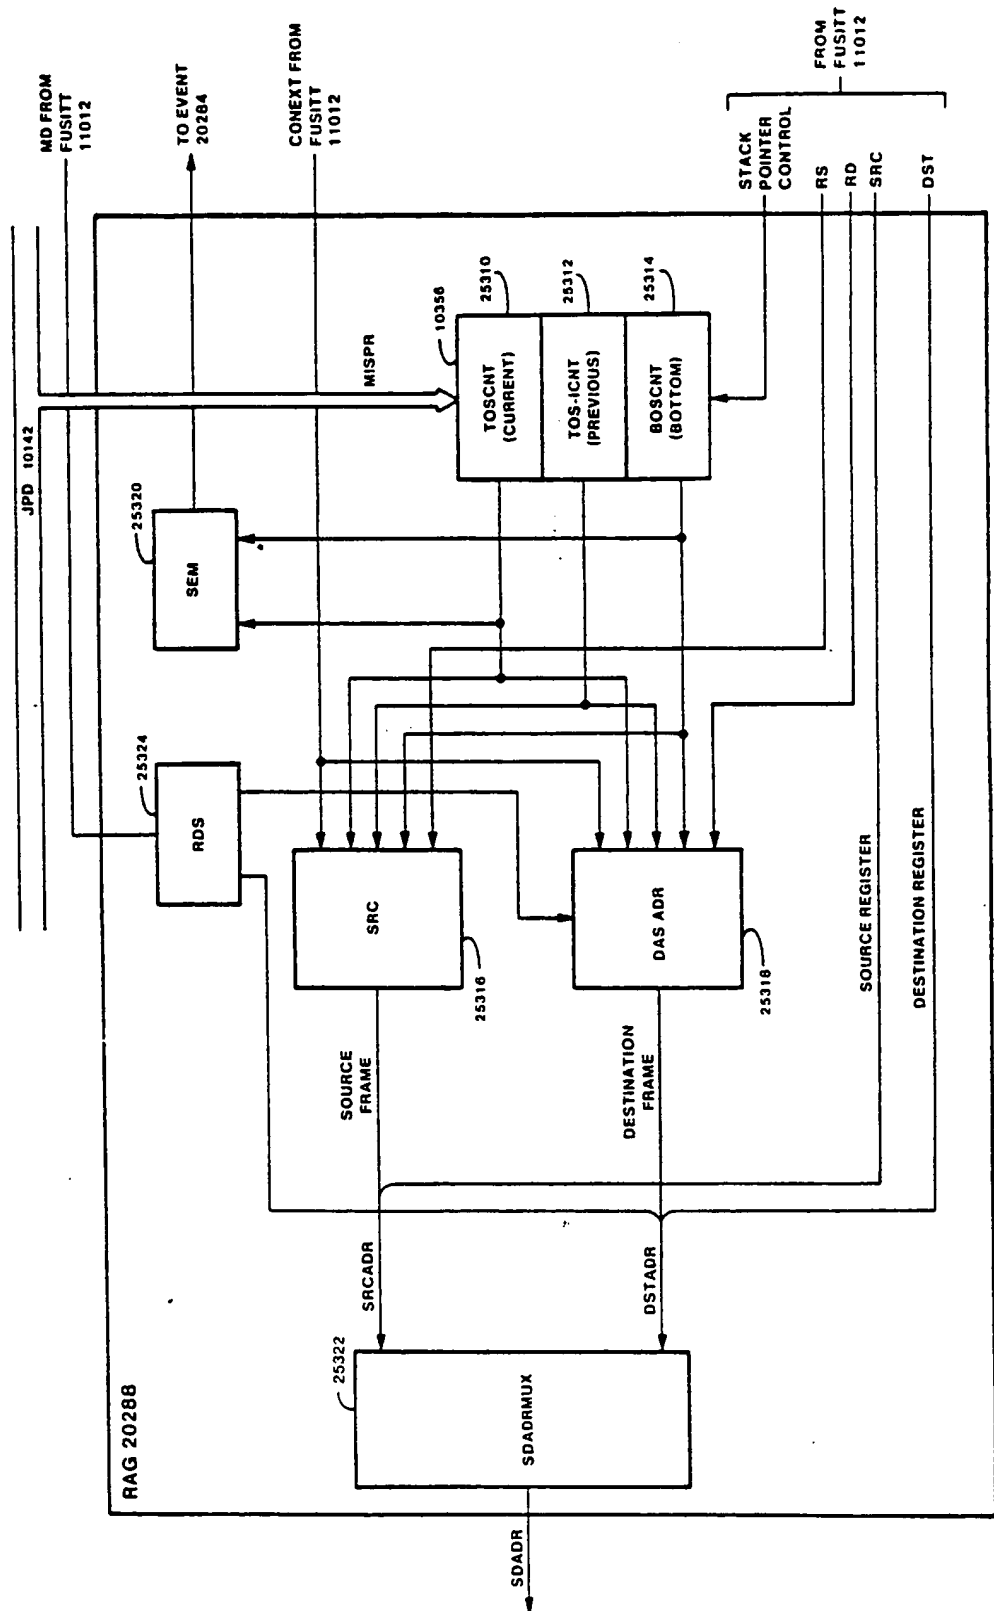 RAG 20288
JPD 10142
MD FROM
FUSITT
11012
TO EVENT
20284
CONEXT FROM
FUSITT
11012
MISPR
25324
RDS
25320
SEM
10356
25310
TOSCNT
(CURRENT)
25312
TOS-ICNT
(PREVIOUS)
25314
BOSCNT
(BOTTOM)
STACK
POINTER
CONTROL
RS
RD
SRC
DST
FROM
FUSITT
11012
SRC
25316
DAS ADR
25318
SOURCE
FRAME
DESTINATION
FRAME
SOURCE REGISTER
DESTINATION REGISTER
SRCADR
DSTADR
25322
SDADRMUX
SDADR